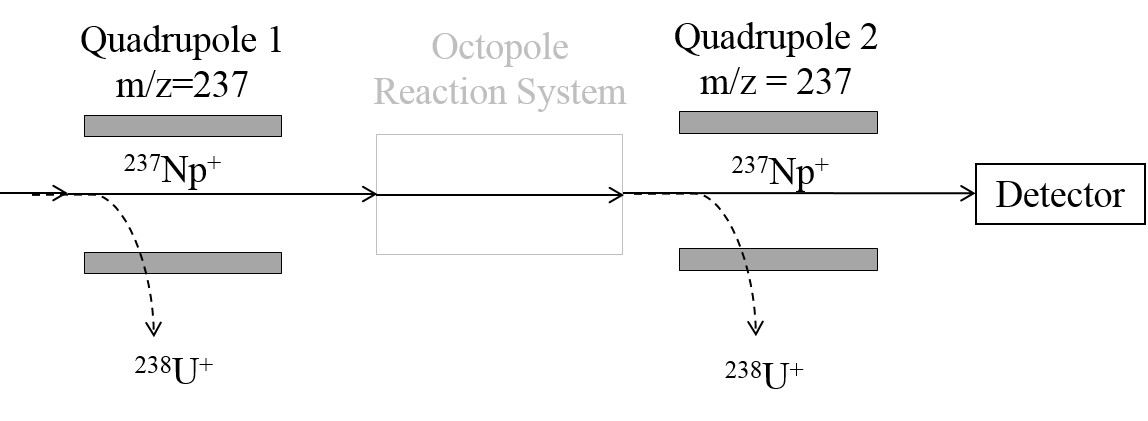 Quadrupole 1
m/z=237
²³⁷Np⁺
²³⁸U⁺
Octopole
Reaction System
Quadrupole 2
m/z = 237
²³⁷Np⁺
²³⁸U⁺
Detector